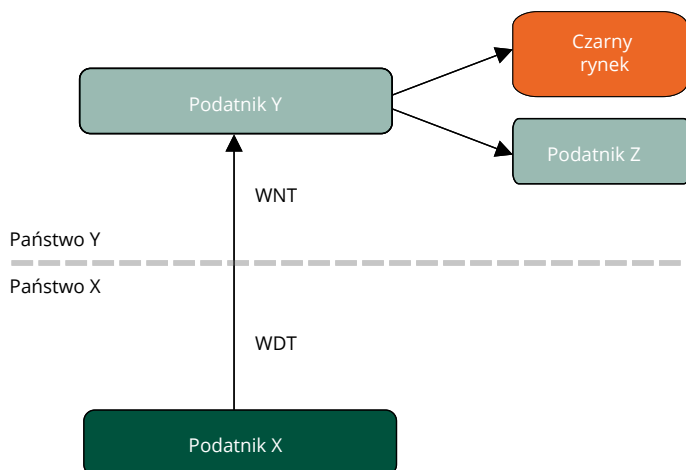 Czarny
rynek
Podatnik Y
Podatnik Z
WNT
Państwo Y
Państwo X
WDT
Podatnik X